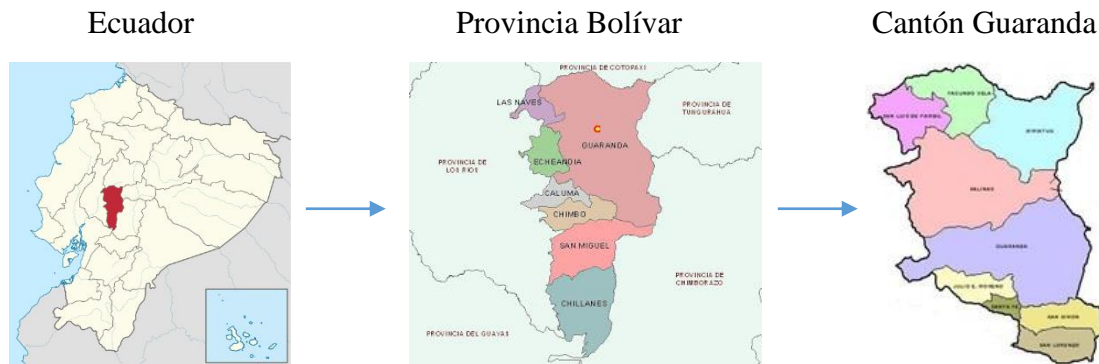 Ecuador
Provincia Bolívar
Cantón Guaranda
PROVINCIA DE COTOPAXI
LAS NAVES
PROVINCIA DE
TUNGURAHUA
C
GUARANDA
PROVINCIA DE
LOS RIOS
ECHEANDIA
CALUMA
CHIMBO
SAN MIGUEL
PROVINCIA DE
CHIMBORAZO
CHILLANES
PROVINCIA DEL GUAYAS
FACUNDO VELA
SAN LUIS DE PAMBIL
SIMIATUG
SALINAS
GUARANDA
JULIO E. MORENO
SANTA FE
SAN SIMON
SAN LORENZO